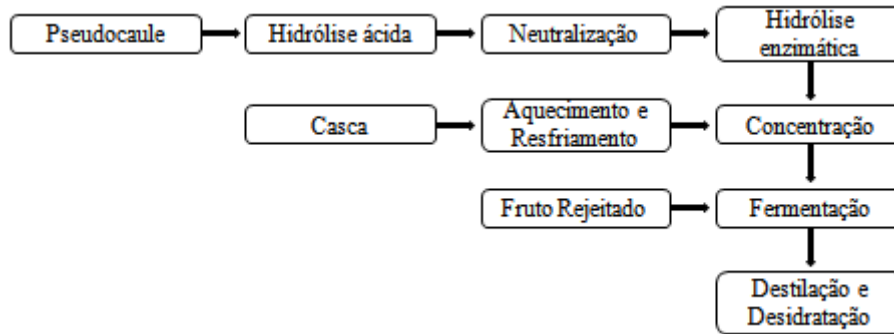 Pseudocaule
Hidrólise ácida
Neutralização
Hidrólise
enzimática
Casca
Aquecimento e
Resfriamento
Concentração
Fruto Rejeitado
Fermentação
Destilação e
Desidratação